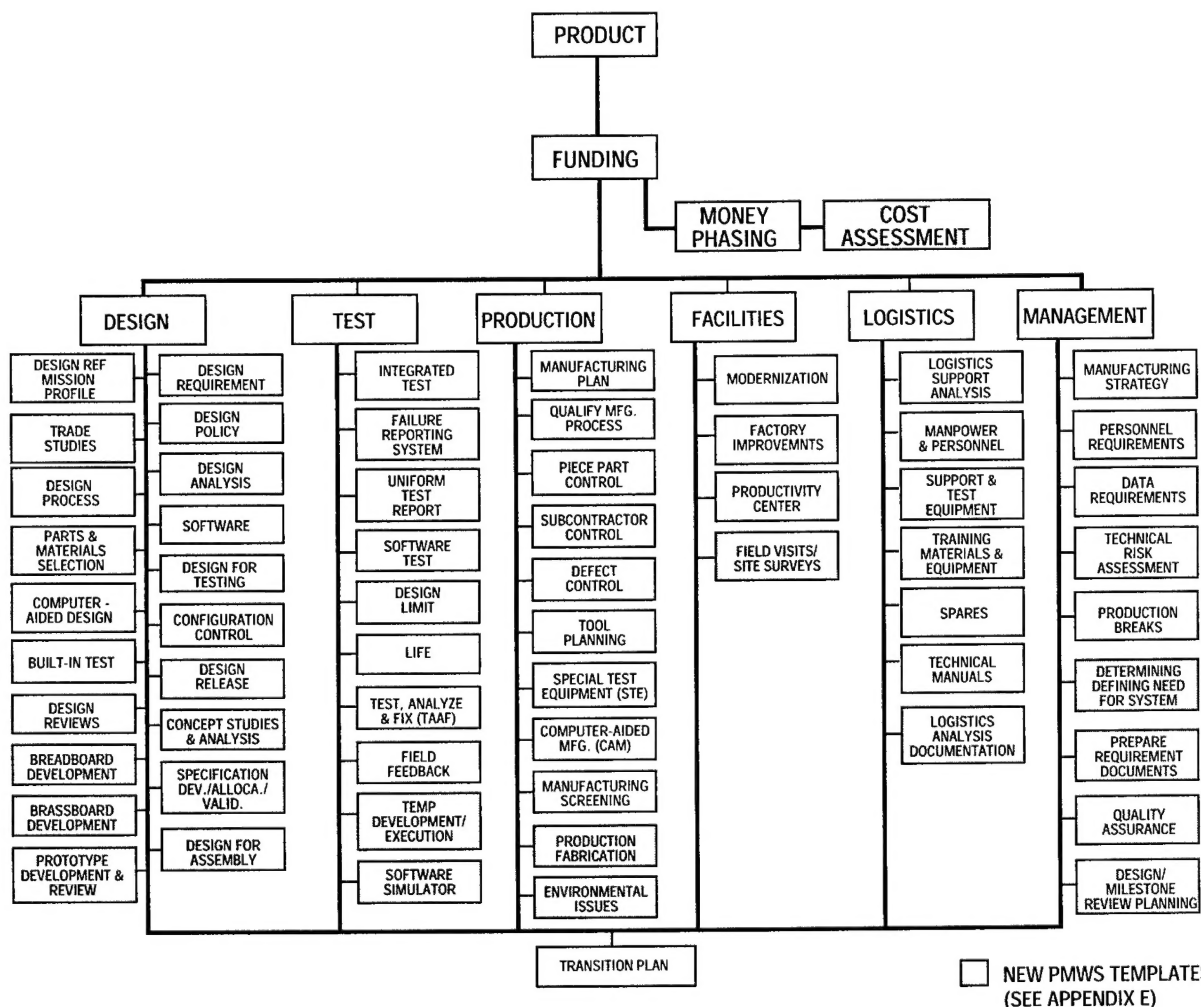 PRODUCT
FUNDING
MONEY
PHASING
COST
ASSESSMENT
DESIGN
TEST
PRODUCTION
FACILITIES
LOGISTICS
MANAGEMENT
DESIGN REF
MISSION
PROFILE
TRADE
STUDIES
DESIGN
PROCESS
PARTS &
MATERIALS
SELECTION
COMPUTER -
AIDED DESIGN
BUILT-IN TEST
DESIGN
REVIEWS
BREADBOARD
DEVELOPMENT
BRASSBOARD
DEVELOPMENT
PROTOTYPE
DEVELOPMENT &
REVIEW
DESIGN
REQUIREMENT
DESIGN
POLICY
DESIGN
ANALYSIS
SOFTWARE
DESIGN FOR
TESTING
CONFIGURATION
CONTROL
DESIGN
RELEASE
CONCEPT STUDIES
& ANALYSIS
SPECIFICATION
DEV./ALLOCA./
VALID.
DESIGN FOR
ASSEMBLY
INTEGRATED
TEST
FAILURE
REPORTING
SYSTEM
UNIFORM
TEST
REPORT
SOFTWARE
TEST
DESIGN
LIMIT
LIFE
TEST, ANALYZE
& FIX (TAAF)
FIELD
FEEDBACK
TEMP
DEVELOPMENT/
EXECUTION
SOFTWARE
SIMULATOR
MANUFACTURING
PLAN
QUALIFY MFG.
PROCESS
PIECE PART
CONTROL
SUBCONTRACTOR
CONTROL
DEFECT
CONTROL
TOOL
PLANNING
SPECIAL TEST
EQUIPMENT (STE)
COMPUTER-AIDED
MFG. (CAM)
MANUFACTURING
SCREENING
PRODUCTION
FABRICATION
ENVIRONMENTAL
ISSUES
MODERNIZATION
FACTORY
IMPROVEMNTS
PRODUCTIVITY
CENTER
FIELD VISITS/
SITE SURVEYS
LOGISTICS
SUPPORT
ANALYSIS
MANPOWER
& PERSONNEL
SUPPORT &
TEST
EQUIPMENT
TRAINING
MATERIALS &
EQUIPMENT
SPARES
TECHNICAL
MANUALS
LOGISTICS
ANALYSIS
DOCUMENTATION
MANUFACTURING
STRATEGY
PERSONNEL
REQUIREMENTS
DATA
REQUIREMENTS
TECHNICAL
RISK
ASSESSMENT
PRODUCTION
BREAKS
DETERMINING
DEFINING NEED
FOR SYSTEM
PREPARE
REQUIREMENT
DOCUMENTS
QUALITY
ASSURANCE
DESIGN/
MILESTONE
REVIEW PLANNING
TRANSITION PLAN
NEW PMWS TEMPLATE
(SEE APPENDIX E)